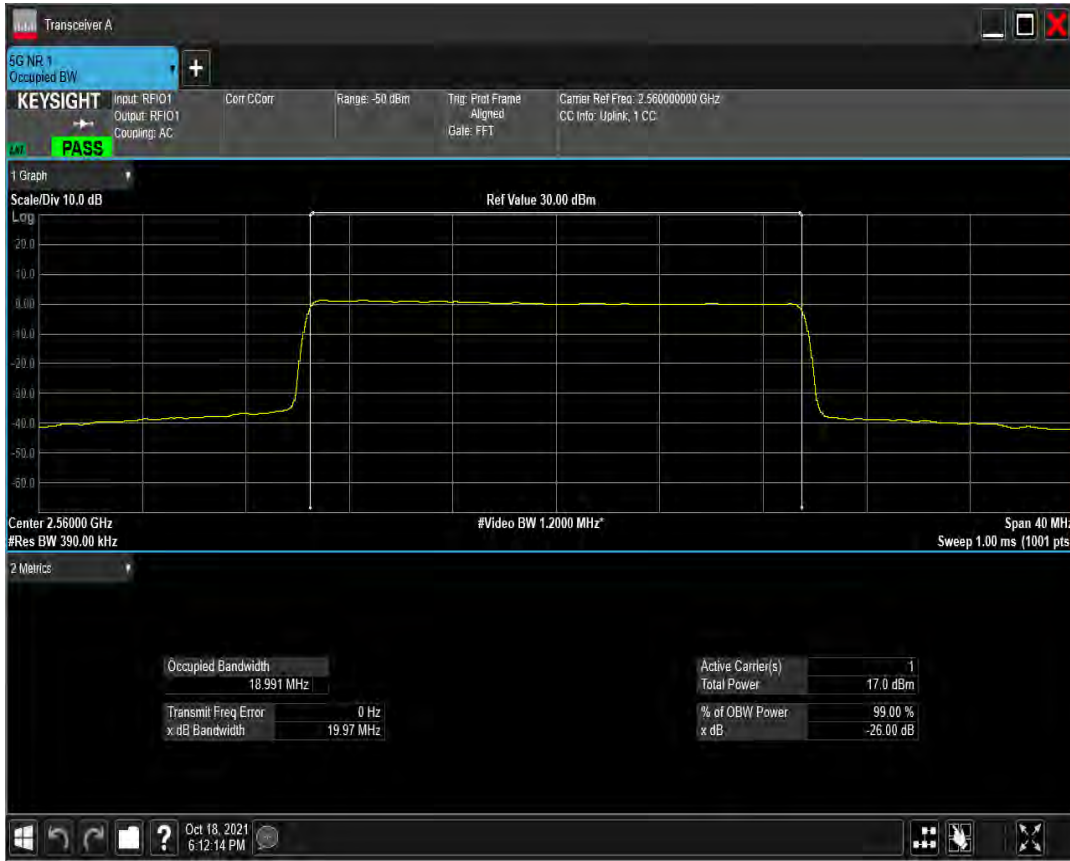 Transceiver A
5G NR 1
Occupied BW
+
KEYSIGHT
PASS
Input: RFIO1
Output: RFIO1
Coupling: AC
Corr CCorr
Range: -50 dBm
Trig: Prot Frame
Aligned
Gate: FFT
Carrier Ref Freq: 2.560000000 GHz
CC Info: Uplink, 1 CC
1 Graph
Scale/Div 10.0 dB
Ref Value 30.00 dBm
Log
20.0
10.0
0.00
-10.0
-20.0
-30.0
-40.0
-50.0
-60.0
Center 2.56000 GHz
#Video BW 1.2000 MHz*
Span 40 MHz
#Res BW 390.00 kHz
Sweep 1.00 ms (1001 pts
2 Metrics
Occupied Bandwidth
18.991 MHz
Transmit Freq Error 0 Hz
x dB Bandwidth 19.97 MHz
Active Carrier(s) 1
Total Power 17.0 dBm
% of OBW Power 99.00 %
x dB -26.00 dB
?
Oct 18, 2021
6:12:14 PM